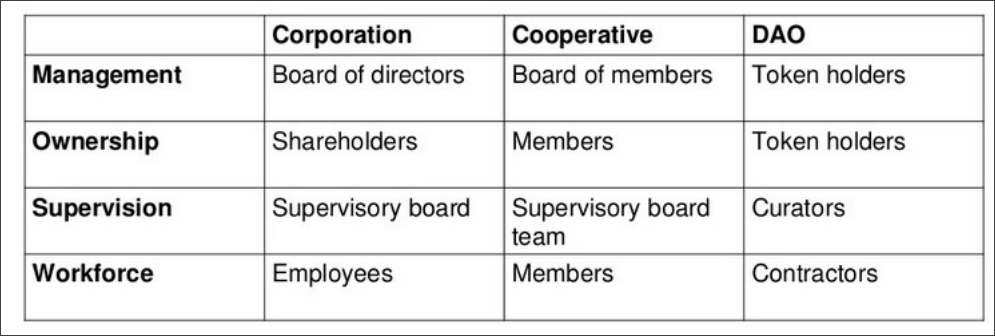 Corporation Cooperative DAO
Management Board of directors Board of members Token holders
Ownership Shareholders Members Token holders
Supervision Supervisory board Supervisory board Curators
team
Workforce Employees Members Contractors